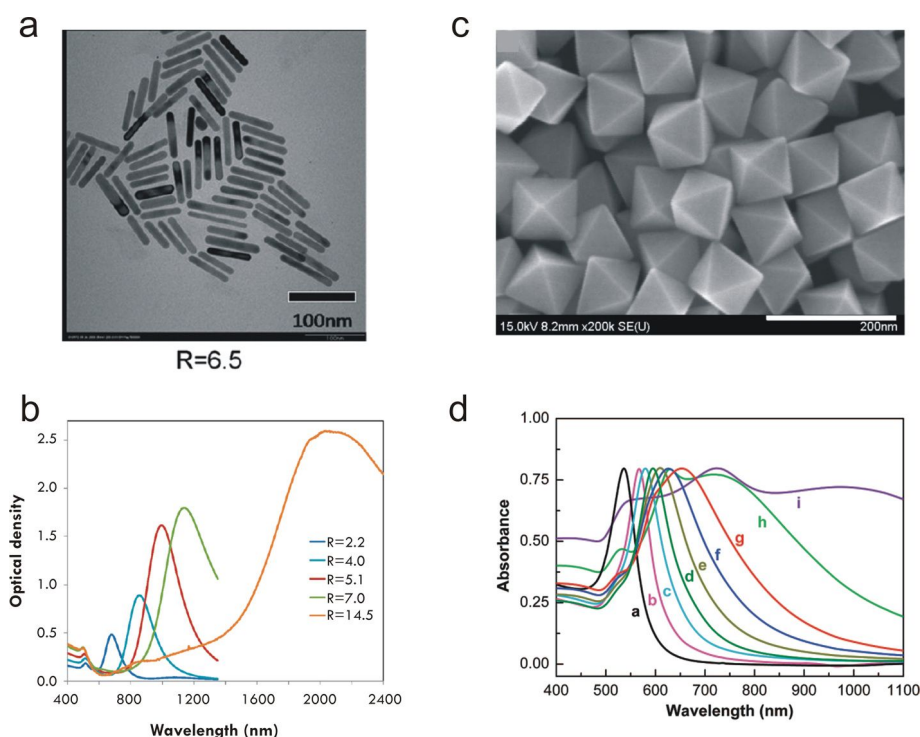 a
100nm
R=6.5
c
15.0kV 8.2mm x200k SE(U)
200nm
b
2.5
2.0
1.5
1.0
0.5
0.0
Optical density
R=2.2
R=4.0
R=5.1
R=7.0
R=14.5
400 800 1200 1600 2000 2400
Wavelength (nm)
d
1.00
0.75
0.50
0.25
0.00
Absorbance
a
b
c
d
e
f
g
h
i
400 500 600 700 800 900 1000 1100
Wavelength (nm)